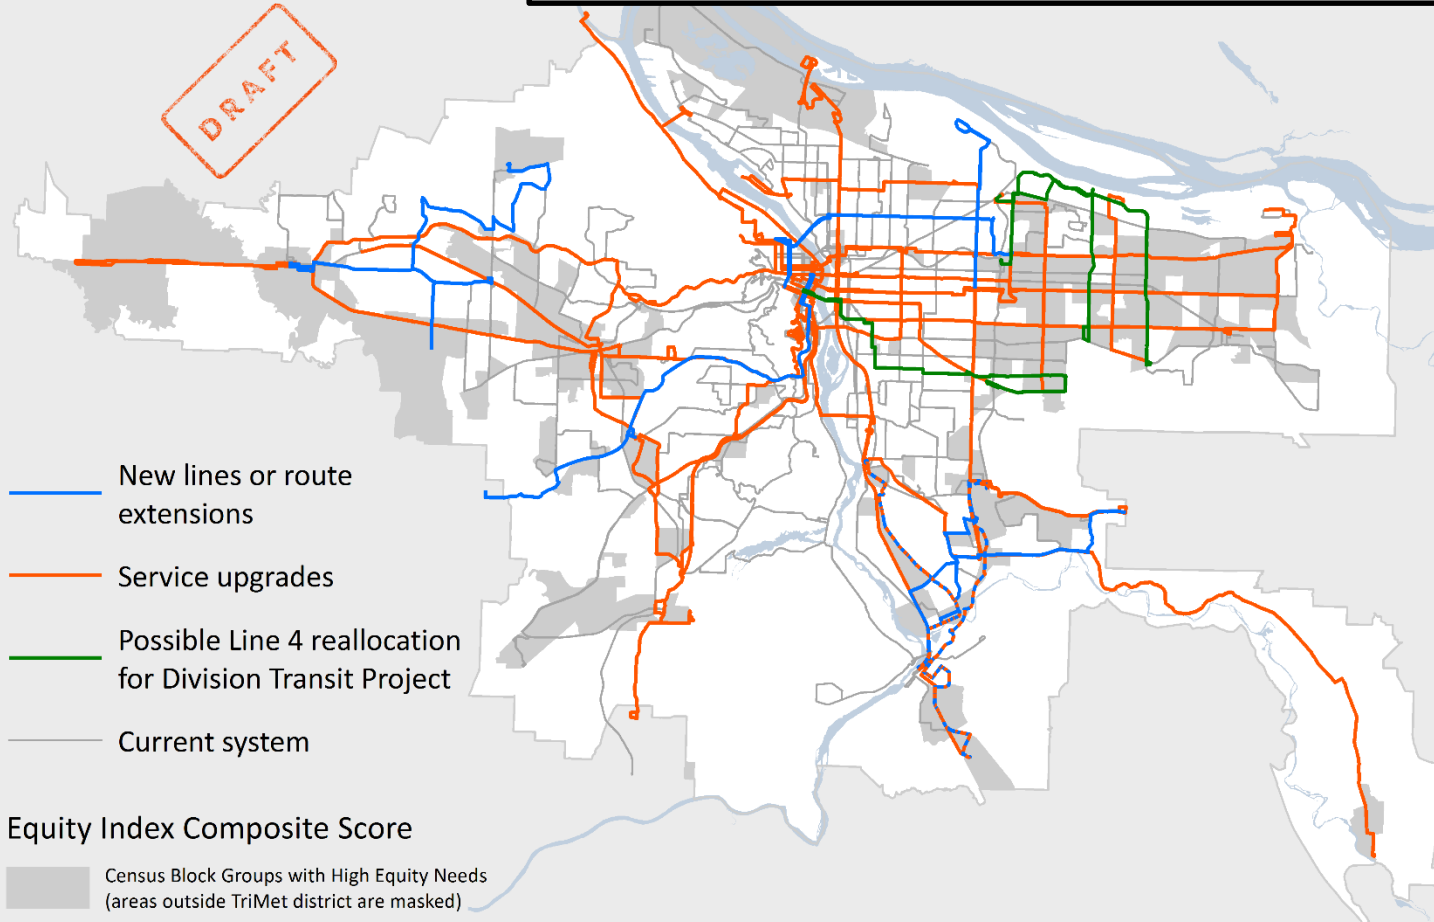 DRAFT
New lines or route
extensions
Service upgrades
Possible Line 4 reallocation
for Division Transit Project
Current system
Equity Index Composite Score
Census Block Groups with High Equity Needs
(areas outside TriMet district are masked)